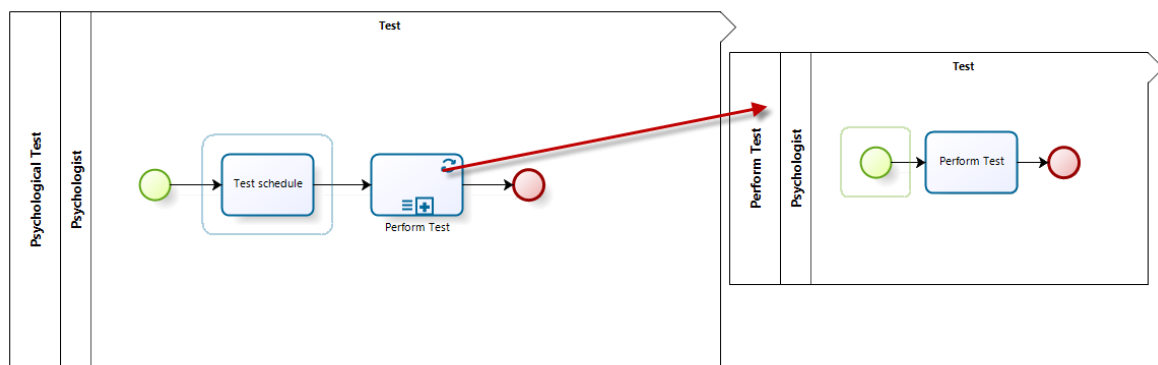 Test
Psychological Test
Psychologist
Test schedule
Perform Test
Test
Perform Test
Psychologist
Perform Test